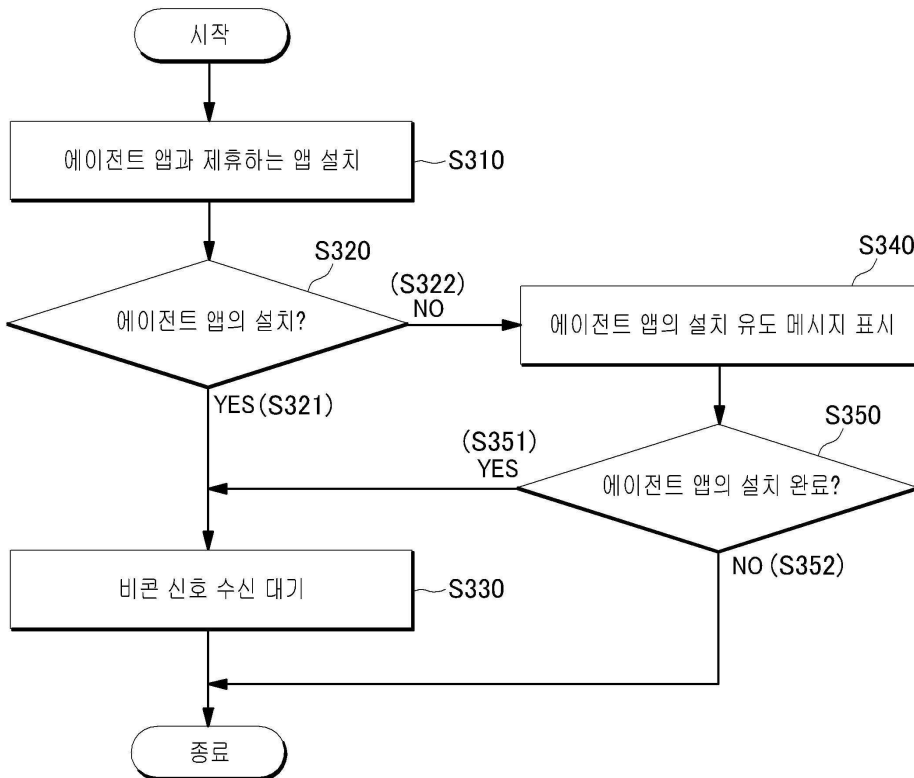 시작
에이전트 앱과 제휴하는 앱 설치
S310
S320
에이전트 앱의 설치?
(S322)
NO
S340
에이전트 앱의 설치 유도 메시지 표시
YES(S321)
S350
에이전트 앱의 설치 완료?
(S351)
YES
NO(S352)
비콘 신호 수신 대기
S330
종료